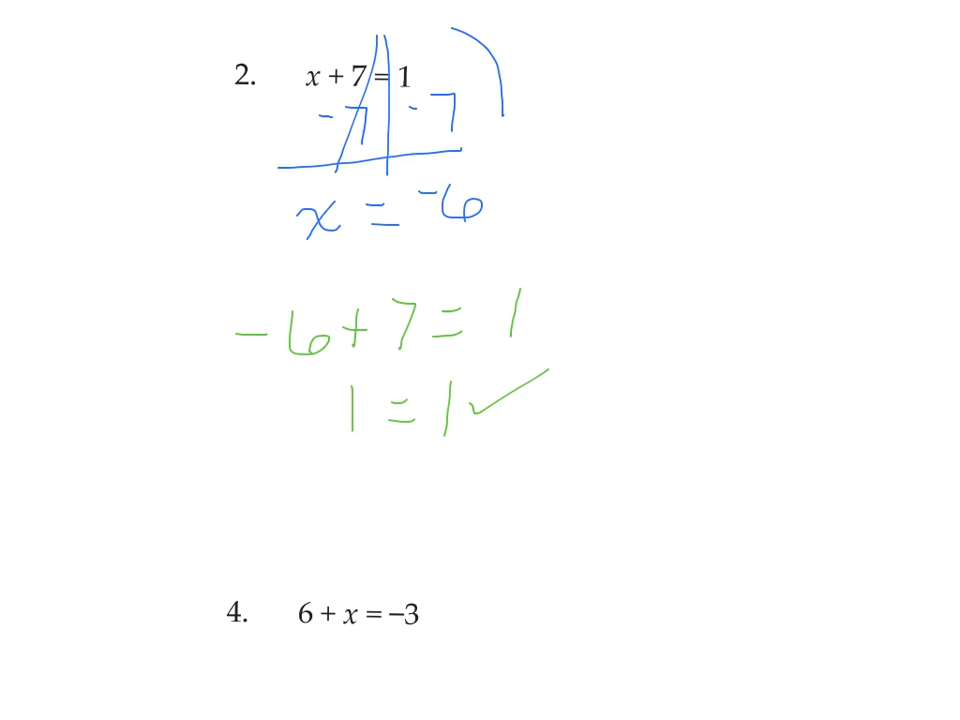 2. x + 7 = 1
- 7 - 7
x = -6
- 6 + 7 = 1
1 = 1 ✓
4. 6 + x = –3